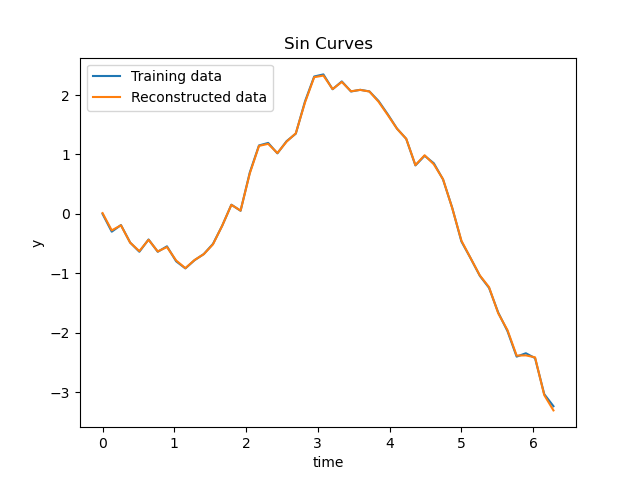 Sin Curves
Training data
Reconstructed data
y
2
1
0
−1
−2
−3
0 1 2 3 4 5 6
time